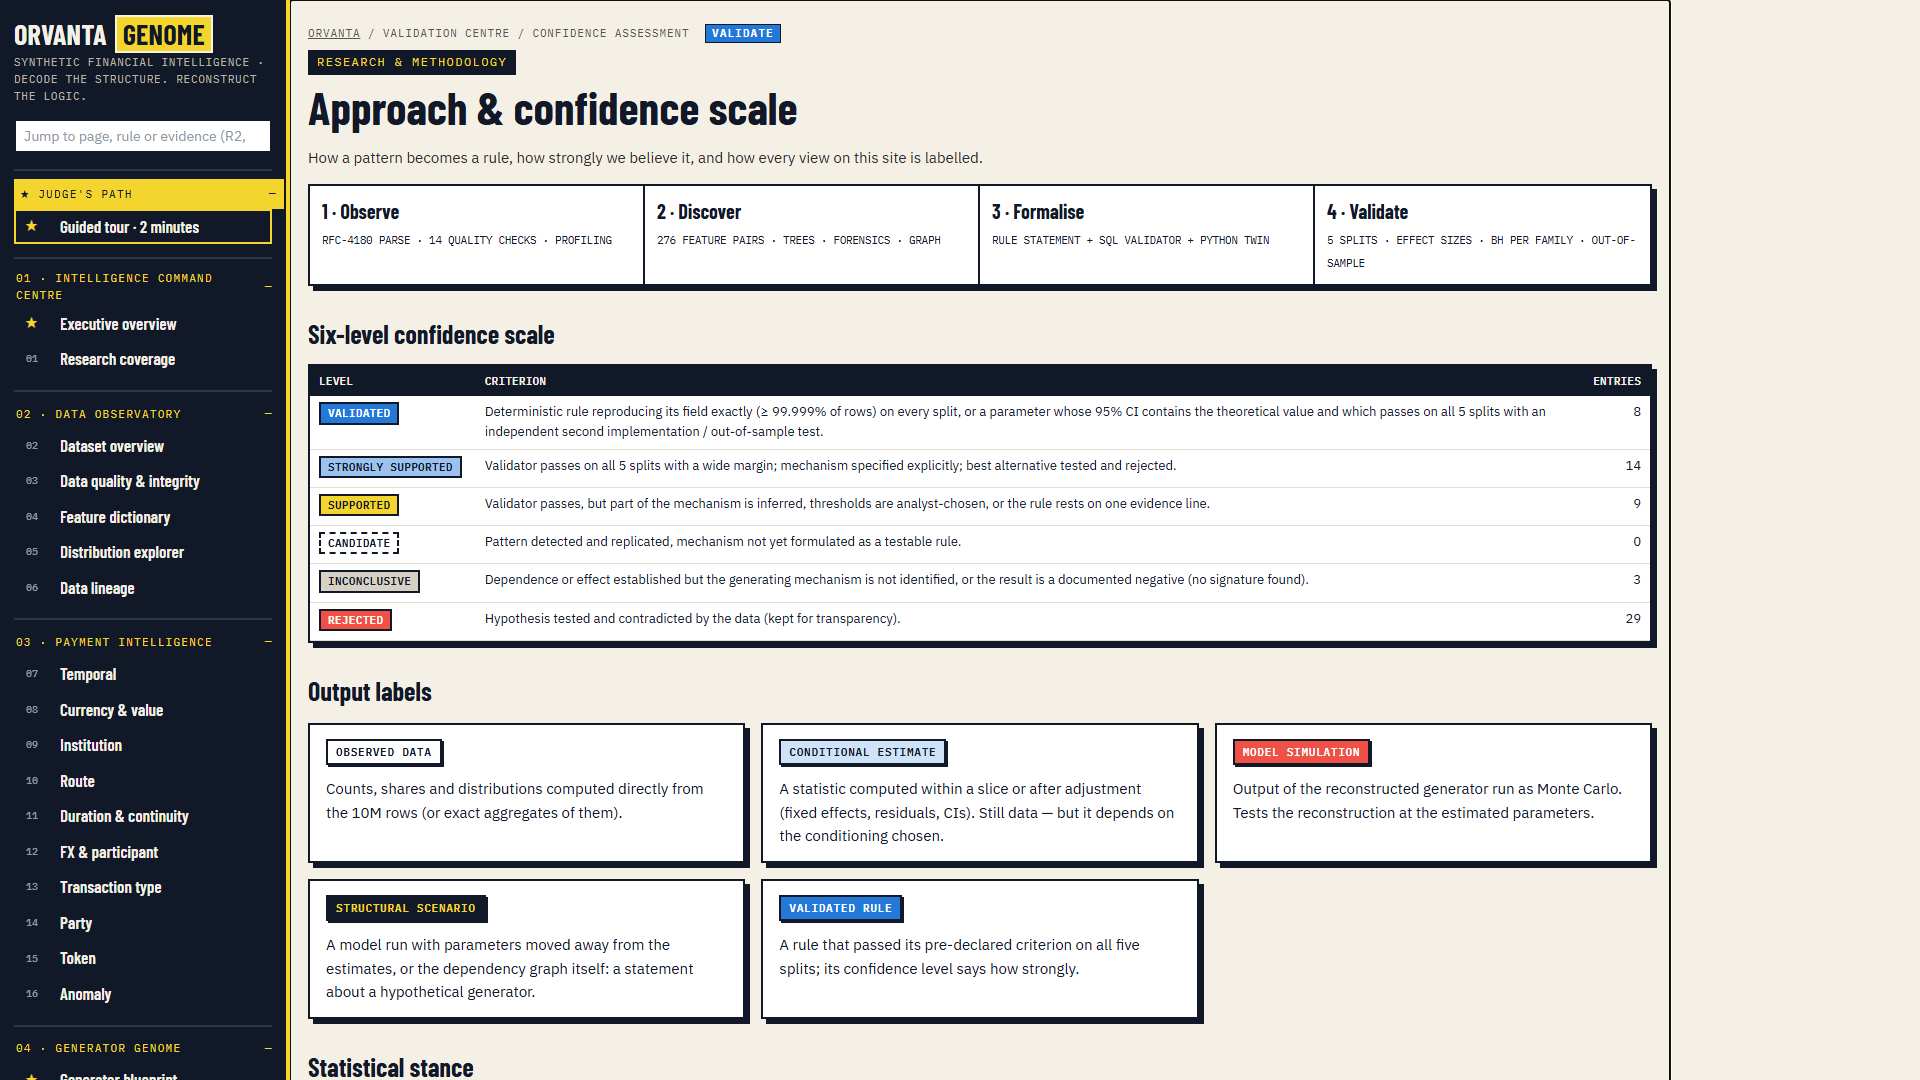 ORVANTA GENOME
SYNTHETIC FINANCIAL INTELLIGENCE ·
DECODE THE STRUCTURE. RECONSTRUCT
THE LOGIC.
Jump to page, rule or evidence (R2,
★ JUDGE'S PATH –
★ Guided tour · 2 minutes
01 · INTELLIGENCE COMMAND
CENTRE –
★ Executive overview
01 Research coverage
02 · DATA OBSERVATORY –
02 Dataset overview
03 Data quality & integrity
04 Feature dictionary
05 Distribution explorer
06 Data lineage
03 · PAYMENT INTELLIGENCE –
07 Temporal
08 Currency & value
09 Institution
10 Route
11 Duration & continuity
12 FX & participant
13 Transaction type
14 Party
15 Token
16 Anomaly
04 · GENERATOR GENOME –
★ Generator blueprint
ORVANTA / VALIDATION CENTRE / CONFIDENCE ASSESSMENT VALIDATE
RESEARCH & METHODOLOGY
Approach & confidence scale
How a pattern becomes a rule, how strongly we believe it, and how every view on this site is labelled.
1 · Observe
RFC-4180 PARSE · 14 QUALITY CHECKS · PROFILING
2 · Discover
276 FEATURE PAIRS · TREES · FORENSICS · GRAPH
3 · Formalise
RULE STATEMENT + SQL VALIDATOR + PYTHON TWIN
4 · Validate
5 SPLITS · EFFECT SIZES · BH PER FAMILY · OUT-OF-
SAMPLE
Six-level confidence scale
LEVEL CRITERION ENTRIES
VALIDATED Deterministic rule reproducing its field exactly (≥ 99.999% of rows) on every split, or a parameter whose 95% CI contains the theoretical value and which passes on all 5 splits with an 8
independent second implementation / out-of-sample test.
STRONGLY SUPPORTED Validator passes on all 5 splits with a wide margin; mechanism specified explicitly; best alternative tested and rejected. 14
SUPPORTED Validator passes, but part of the mechanism is inferred, thresholds are analyst-chosen, or the rule rests on one evidence line. 9
CANDIDATE Pattern detected and replicated, mechanism not yet formulated as a testable rule. 0
INCONCLUSIVE Dependence or effect established but the generating mechanism is not identified, or the result is a documented negative (no signature found). 3
REJECTED Hypothesis tested and contradicted by the data (kept for transparency). 29
Output labels
OBSERVED DATA
Counts, shares and distributions computed directly from
the 10M rows (or exact aggregates of them).
CONDITIONAL ESTIMATE
A statistic computed within a slice or after adjustment
(fixed effects, residuals, CIs). Still data — but it depends on
the conditioning chosen.
MODEL SIMULATION
Output of the reconstructed generator run as Monte Carlo.
Tests the reconstruction at the estimated parameters.
STRUCTURAL SCENARIO
A model run with parameters moved away from the
estimates, or the dependency graph itself: a statement
about a hypothetical generator.
VALIDATED RULE
A rule that passed its pre-declared criterion on all five
splits; its confidence level says how strongly.
Statistical stance